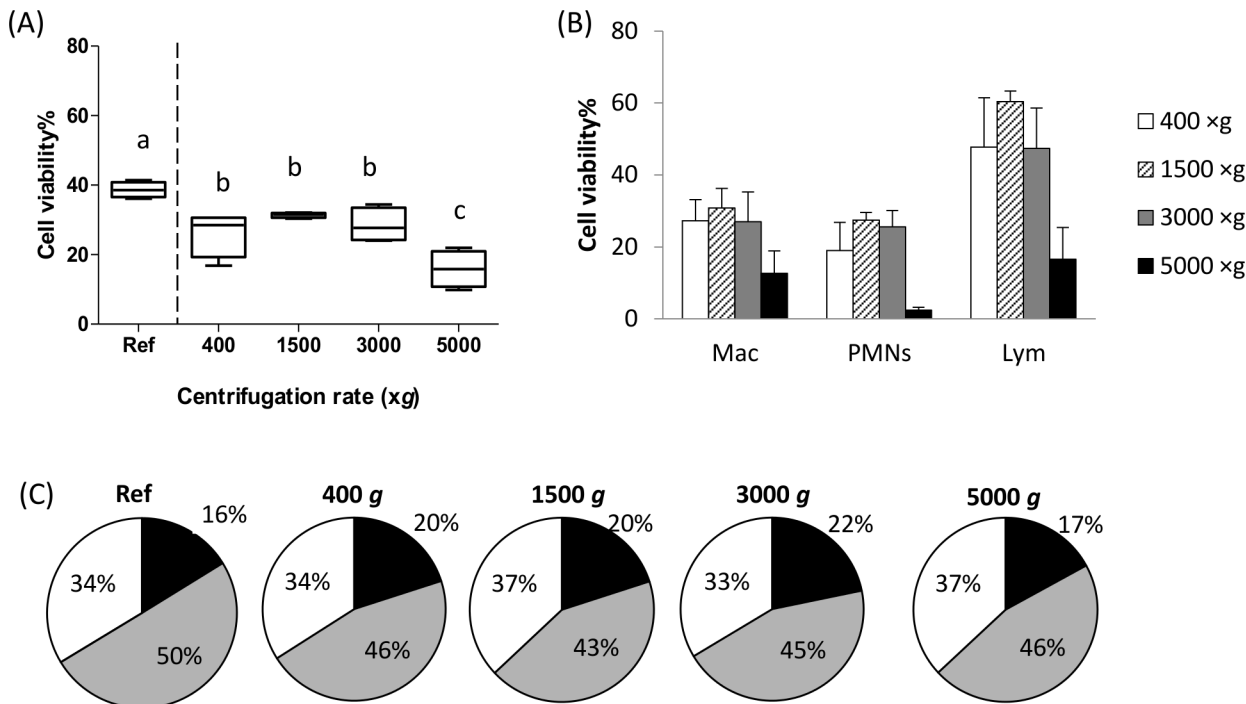 (A)
80
60
40
20
0
Cell viability%
a
b
b
b
c
Ref 400 1500 3000 5000
Centrifugation rate (xg)
(B)
80
60
40
20
0
Cell viability%
Mac PMNs Lym
400 ×g
1500 ×g
3000 ×g
5000 ×g
(C)
Ref 400 g 1500 g 3000 g 5000 g
16% 20% 20% 22% 17%
34% 34% 37% 33% 37%
50% 46% 43% 45% 46%